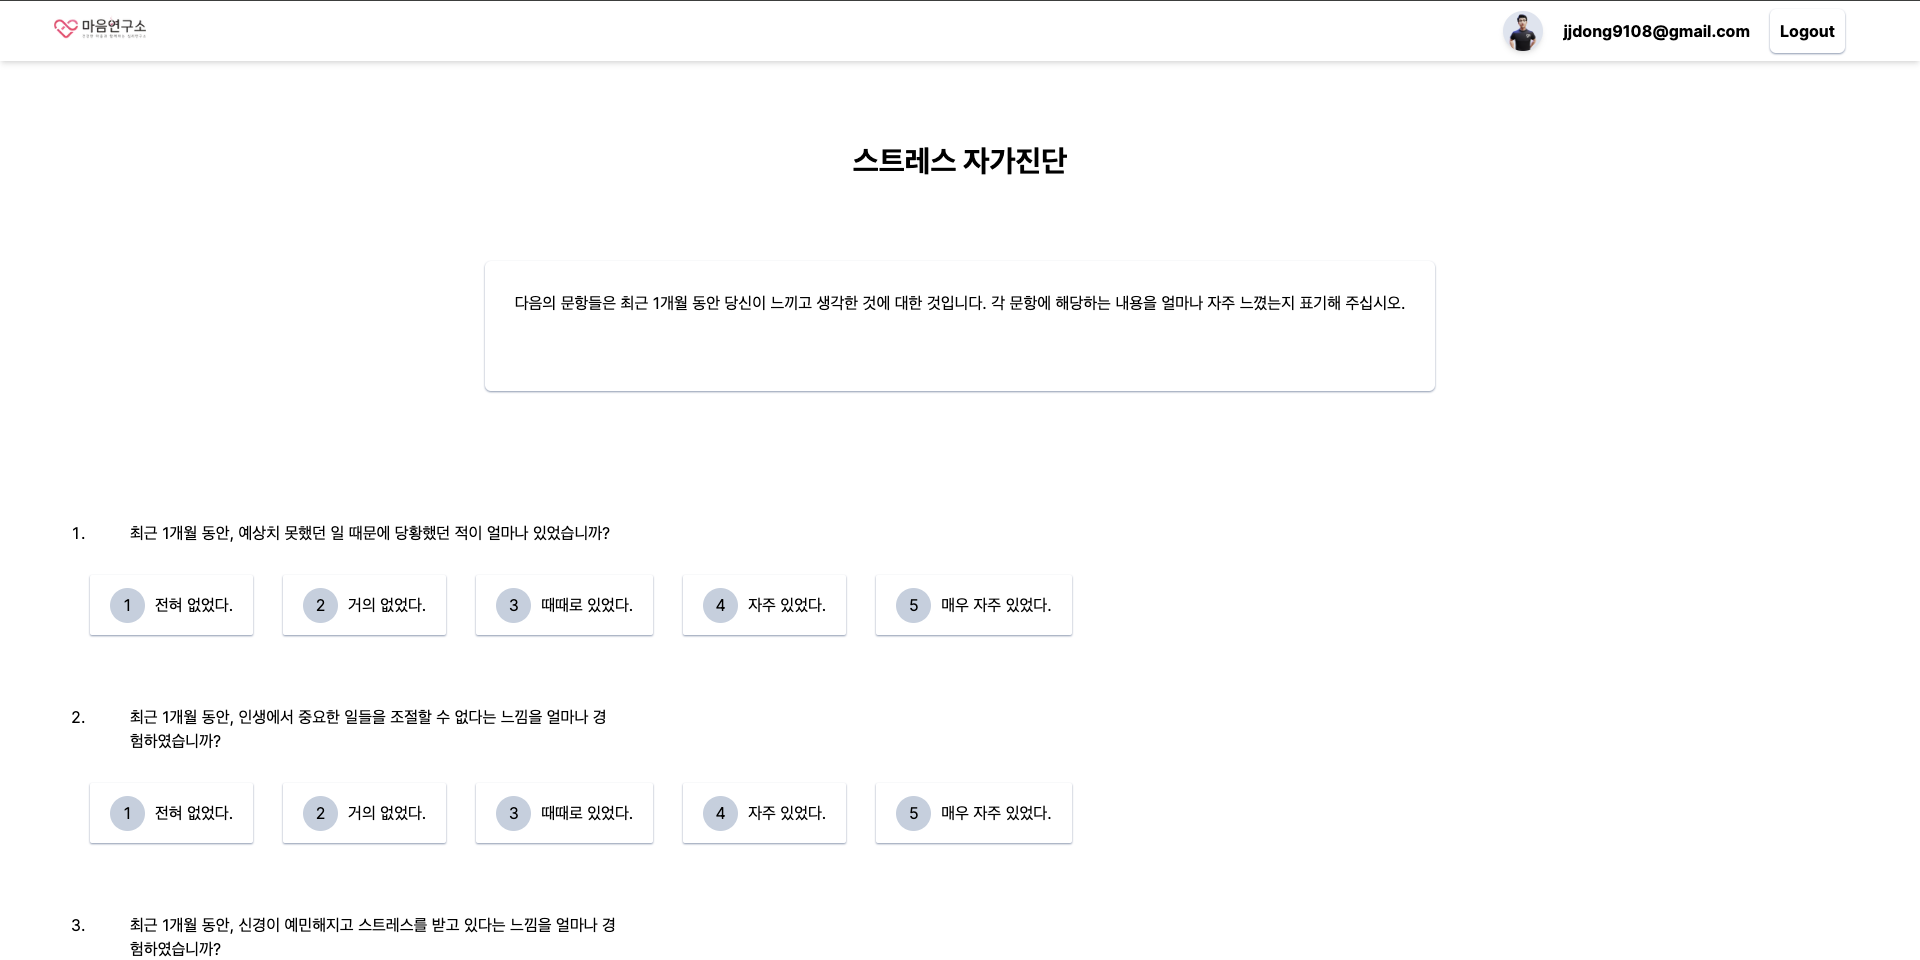 마음연구소
jjdong9108@gmail.com
Logout
스트레스 자가진단
다음의 문항들은 최근 1개월 동안 당신이 느끼고 생각한 것에 대한 것입니다. 각 문항에 해당하는 내용을 얼마나 자주 느꼈는지 표기해 주십시오.
1. 최근 1개월 동안, 예상치 못했던 일 때문에 당황했던 적이 얼마나 있었습니까?
1 전혀 없었다. 2 거의 없었다. 3 때때로 있었다. 4 자주 있었다. 5 매우 자주 있었다.
2. 최근 1개월 동안, 인생에서 중요한 일들을 조절할 수 없다는 느낌을 얼마나 경
험하였습니까?
1 전혀 없었다. 2 거의 없었다. 3 때때로 있었다. 4 자주 있었다. 5 매우 자주 있었다.
3. 최근 1개월 동안, 신경이 예민해지고 스트레스를 받고 있다는 느낌을 얼마나 경
험하였습니까?